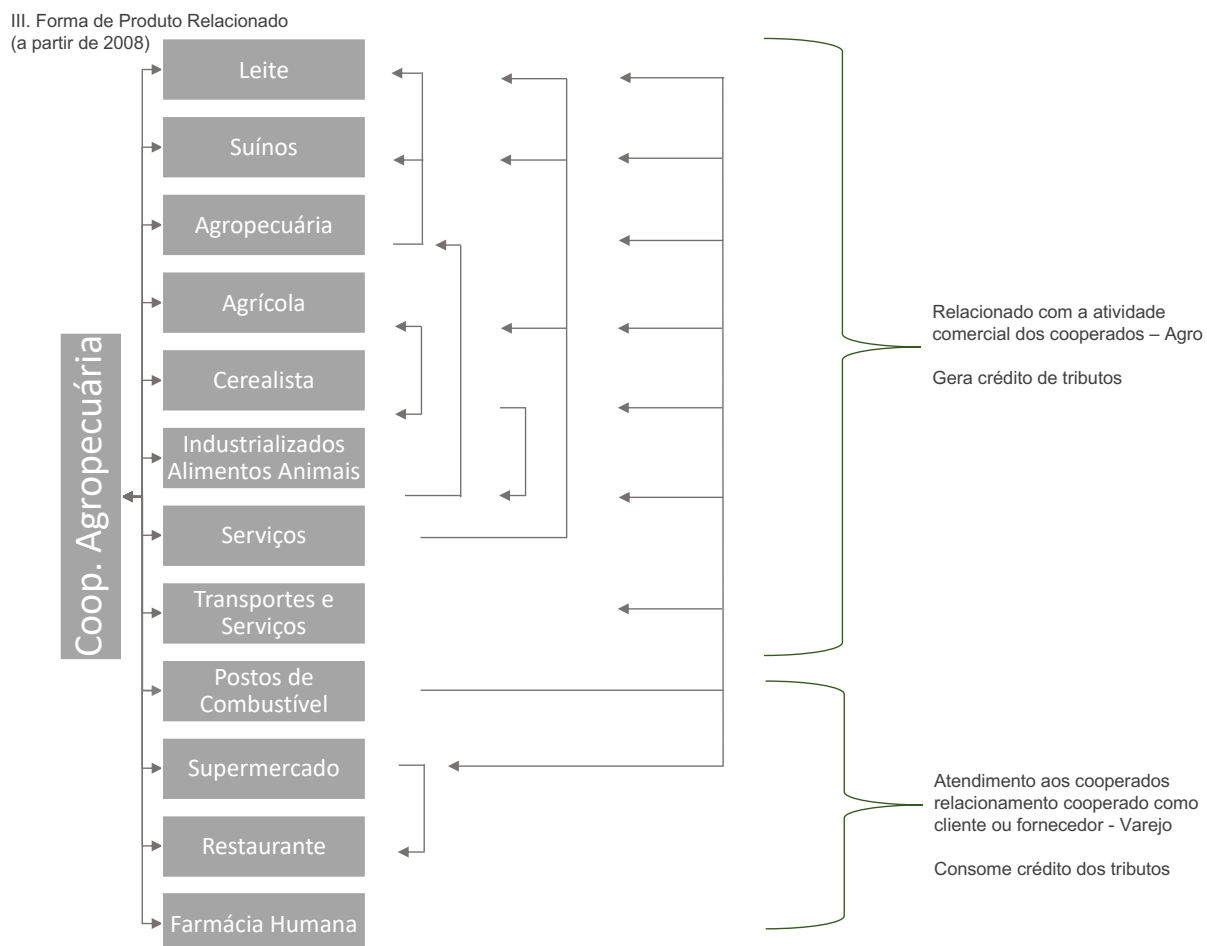 III. Forma de Produto Relacionado
(a partir de 2008)
Coop. Agropecuária
Leite
Suínos
Agropecuária
Agrícola
Cerealista
Industrializados
Alimentos Animais
Serviços
Transportes e
Serviços
Postos de
Combustível
Supermercado
Restaurante
Farmácia Humana
Relacionado com a atividade
comercial dos cooperados – Agro
Gera crédito de tributos
Atendimento aos cooperados
relacionamento cooperado como
cliente ou fornecedor - Varejo
Consome crédito dos tributos